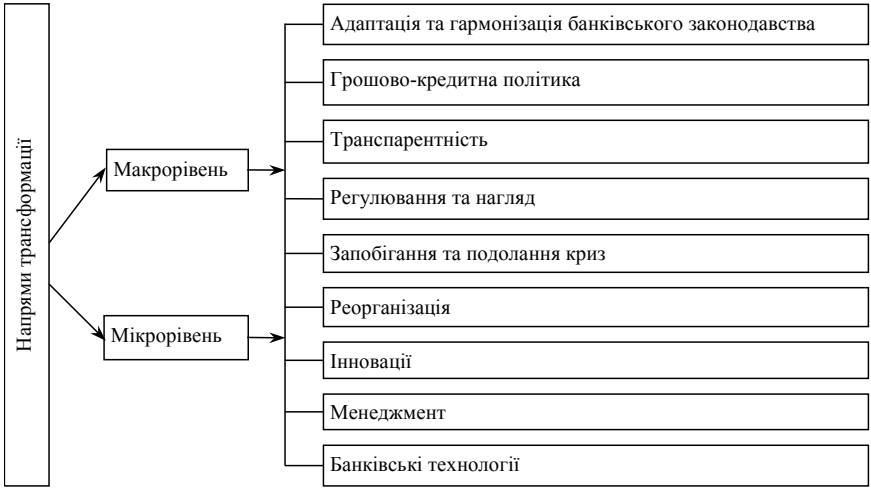 Напрями трансформації
Макрорівень
Мікрорівень
Адаптація та гармонізація банківського законодавства
Грошово-кредитна політика
Транспарентність
Регулювання та нагляд
Запобігання та подолання криз
Реорганізація
Інновації
Менеджмент
Банківські технології